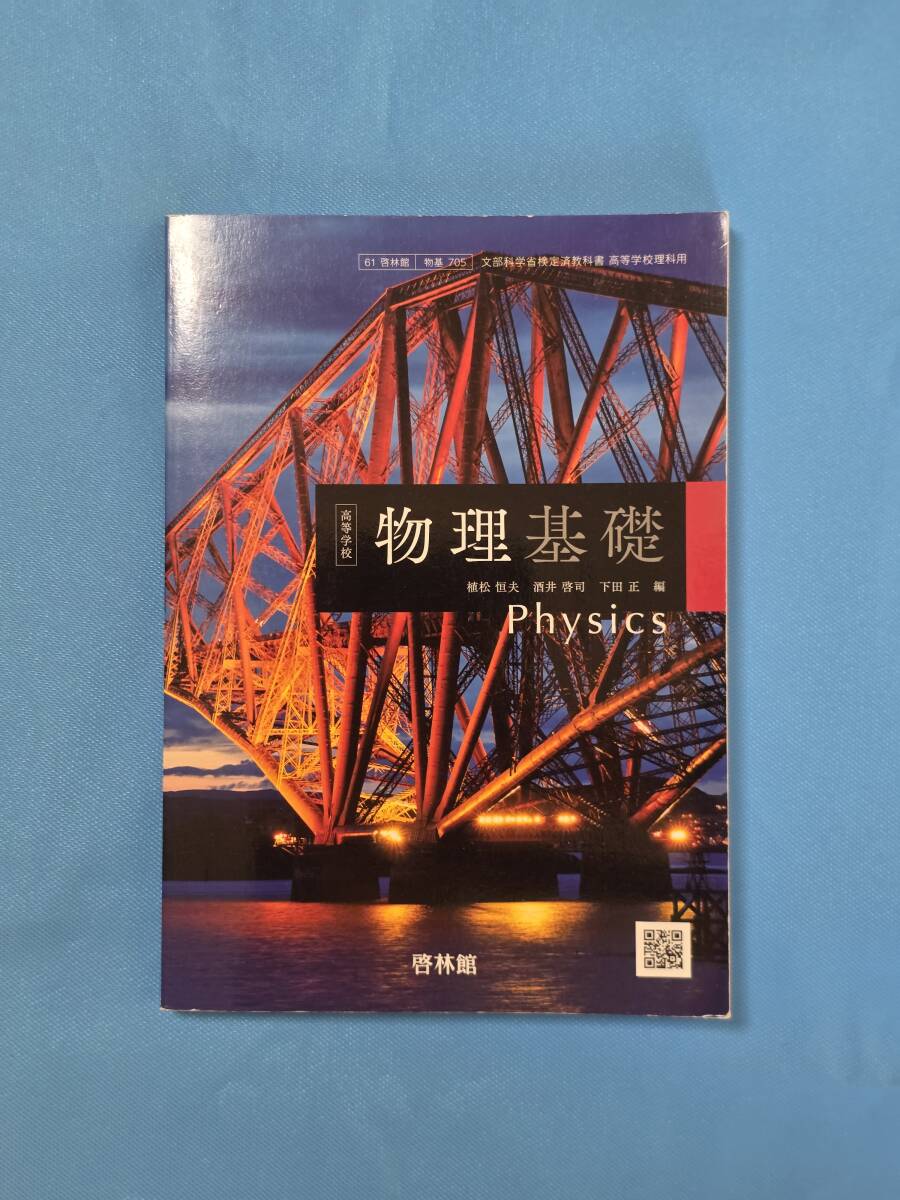 61 啓林館 物基 705 文部科学省検定済教科書 高等学校理科用
高等学校
物理基礎
植松 恒夫 酒井 啓司 下田 正 編
Physics
啓林館